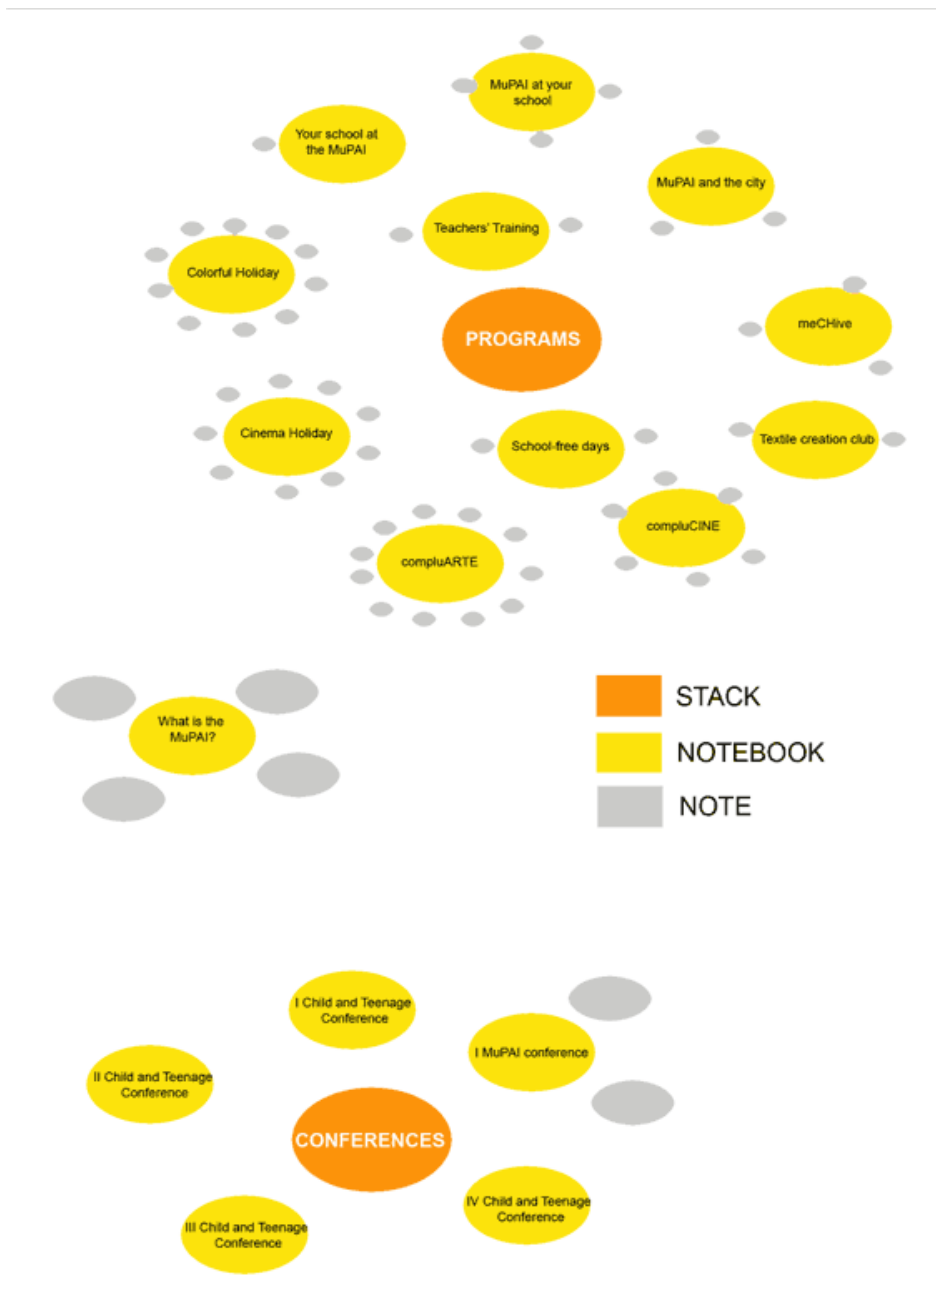 MuPAI at your
school
Your school at
the MuPAI
MuPAI and the city
Teachers' Training
Colorful Holiday
PROGRAMS
meCHive
Cinema Holiday
School-free days
Textile creation club
compluCINE
compluARTE
What is the
MuPAI?
STACK
NOTEBOOK
NOTE
I Child and Teenage
Conference
I MuPAI conference
II Child and Teenage
Conference
CONFERENCES
IV Child and Teenage
Conference
III Child and Teenage
Conference